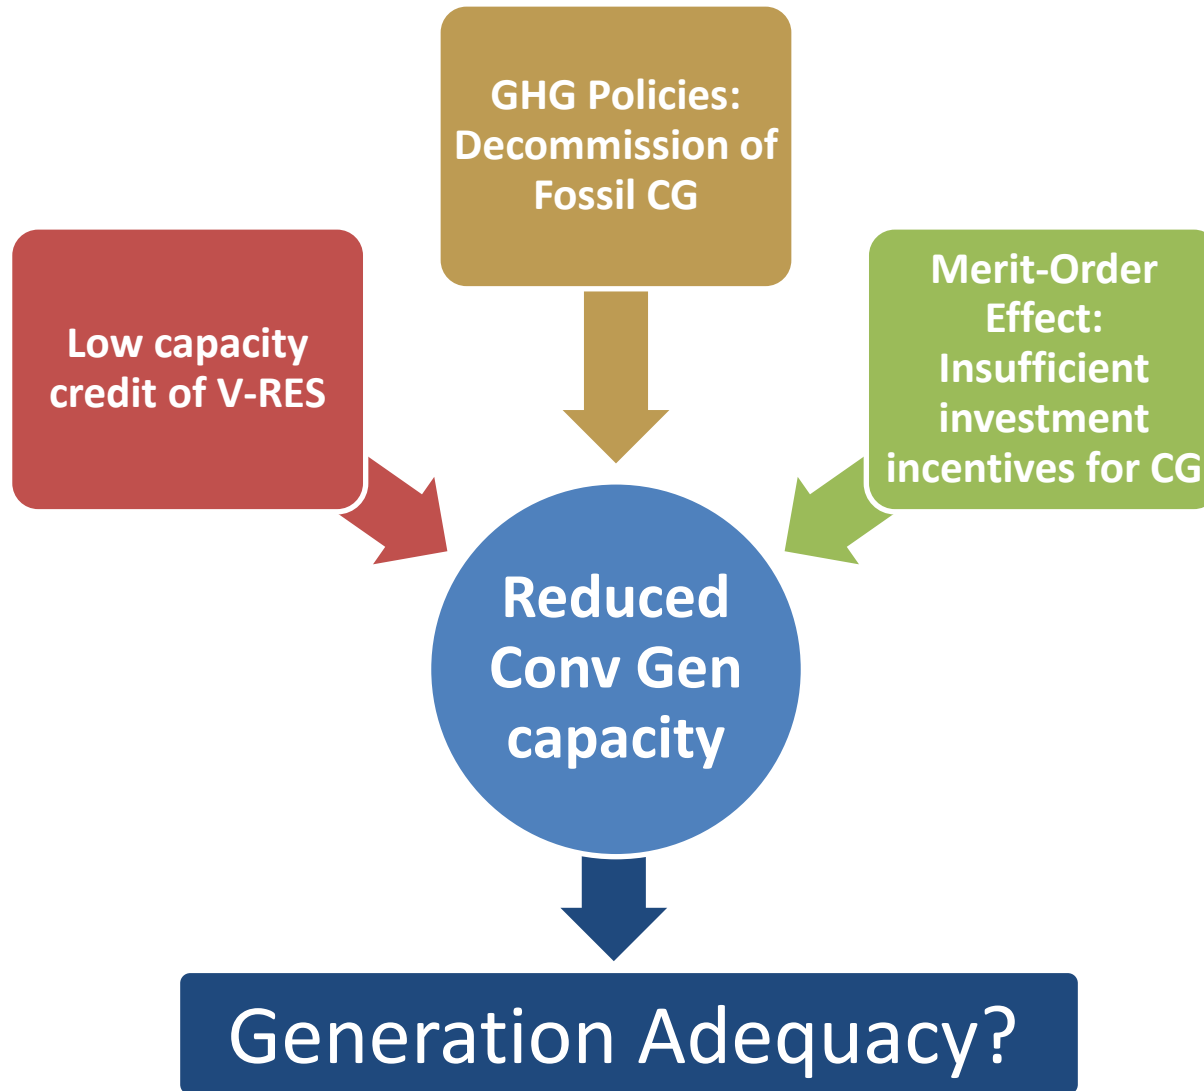 GHG Policies:
Decommission of
Fossil CG
Low capacity
credit of V-RES
Merit-Order
Effect:
Insufficient
investment
incentives for CG
Reduced
Conv Gen
capacity
Generation Adequacy?